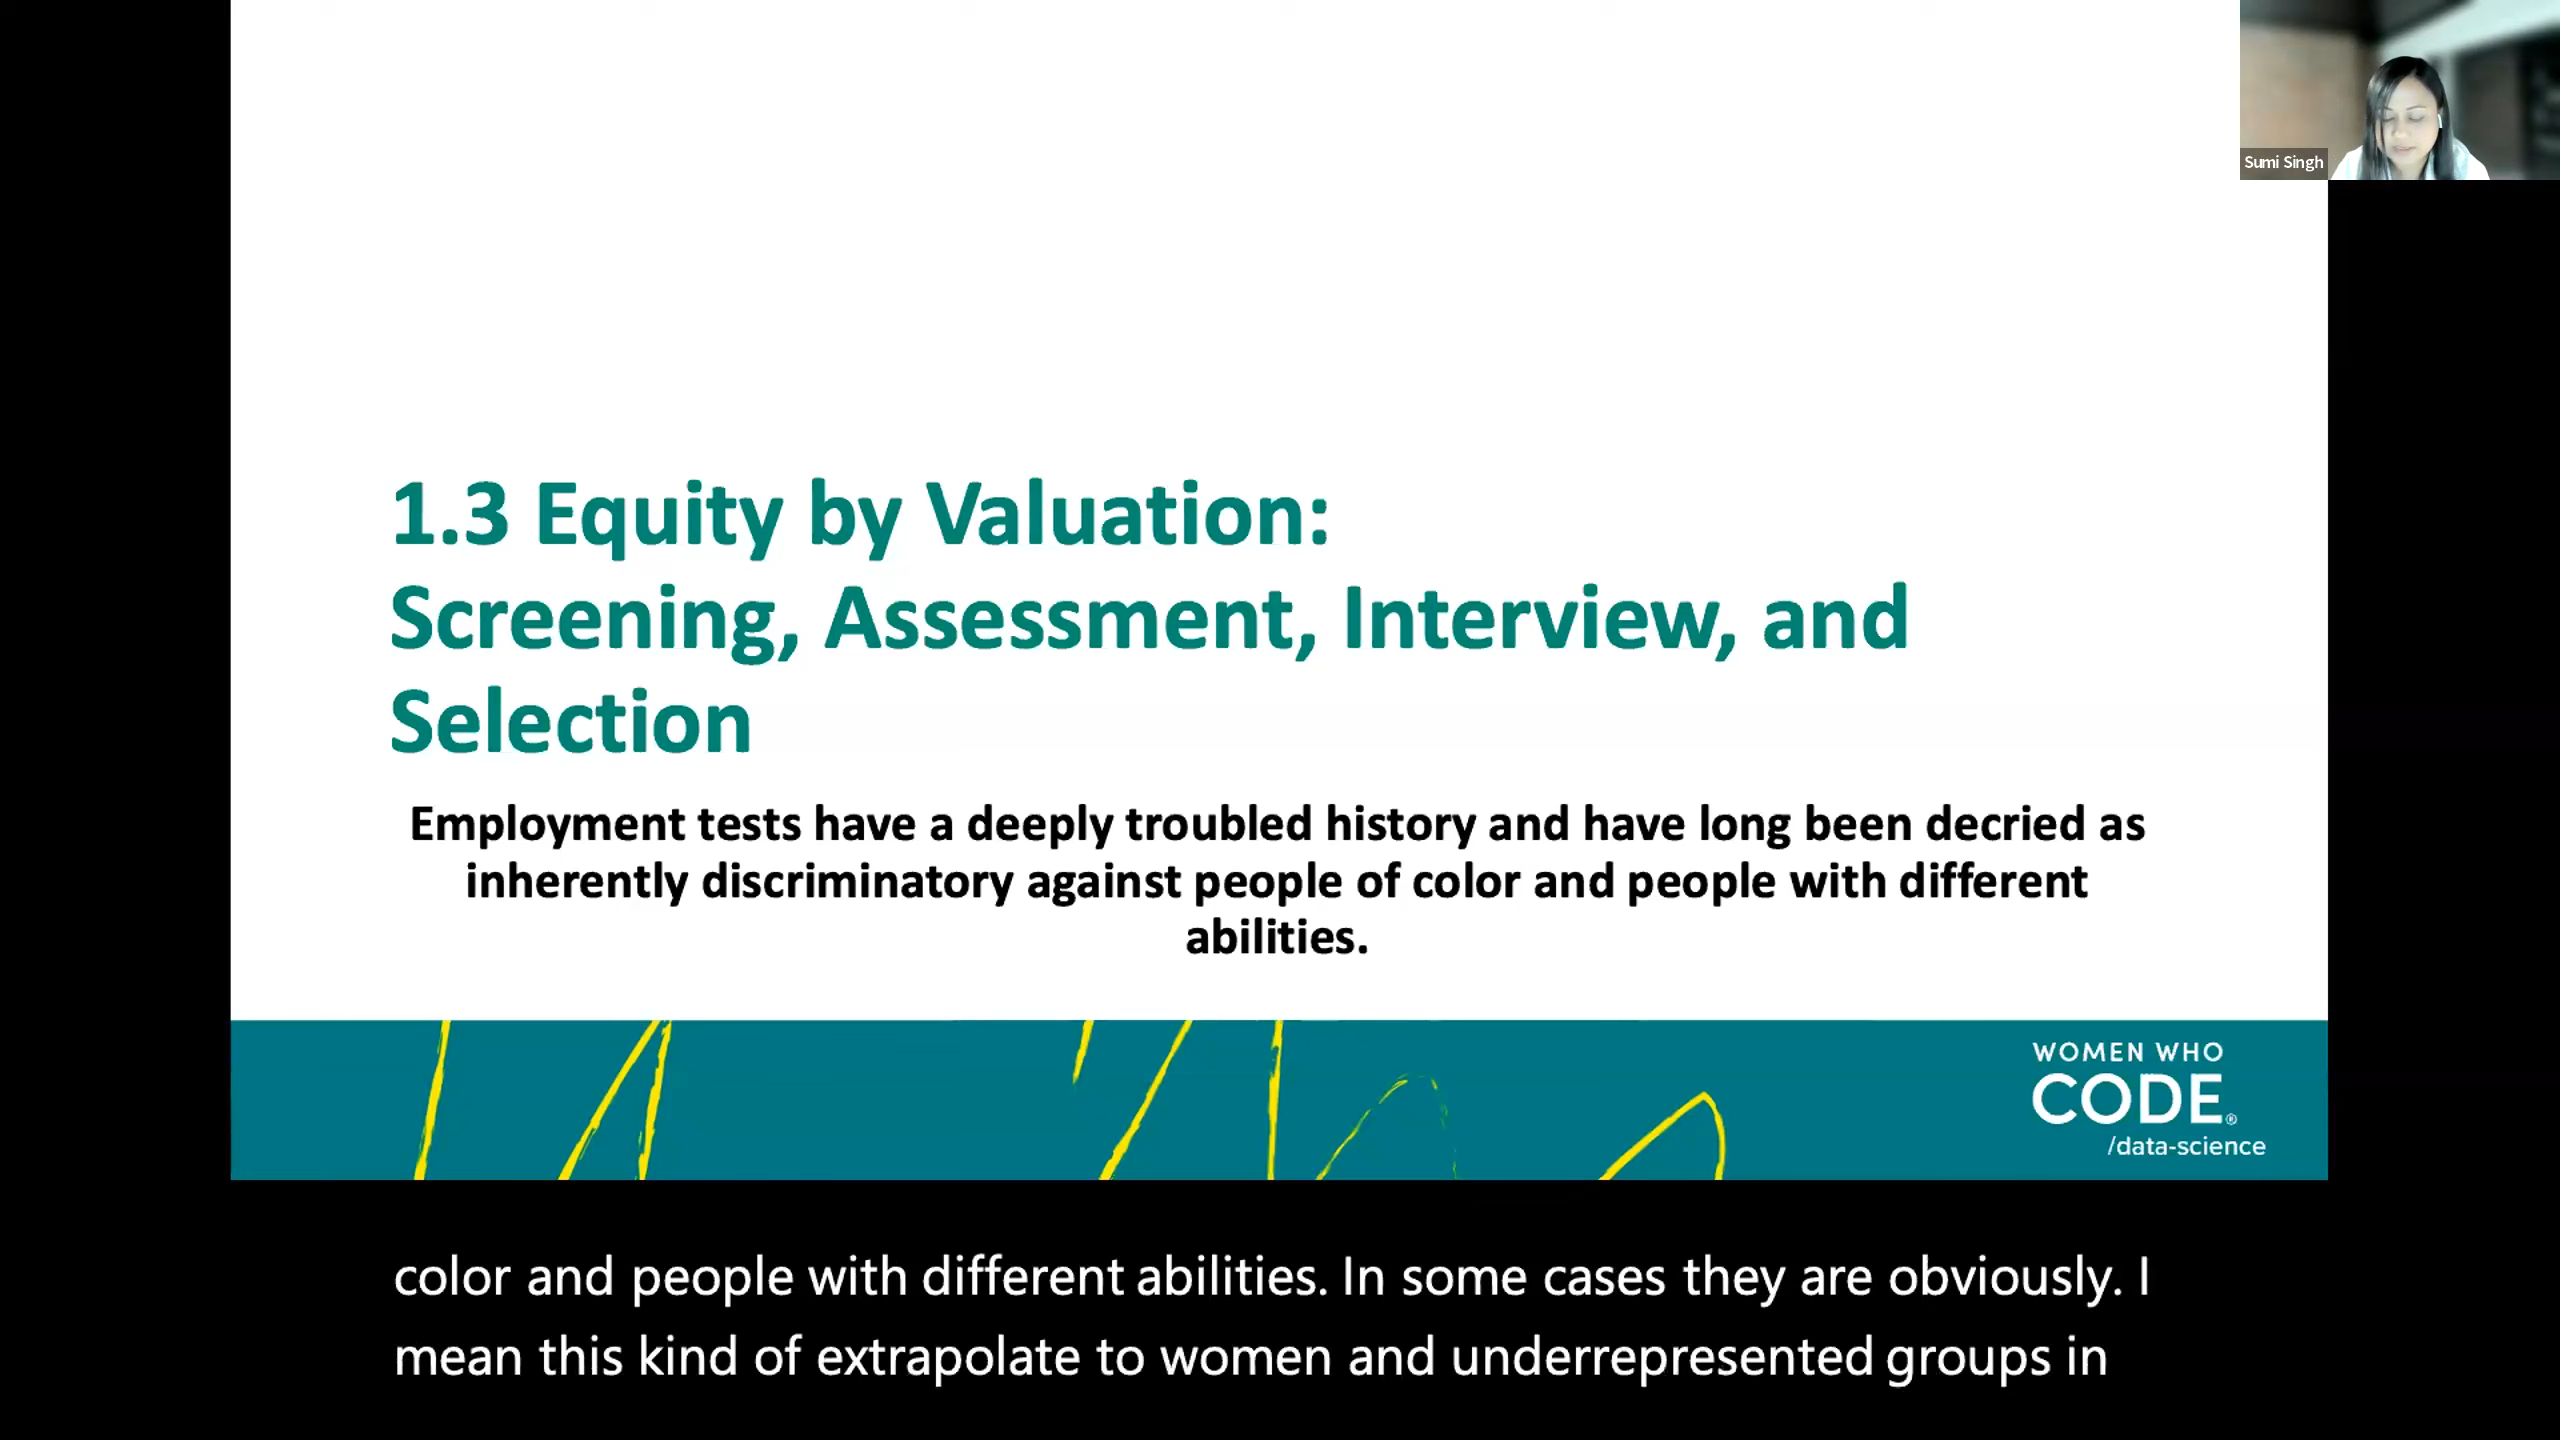 Sumi Singh
1.3 Equity by Valuation:
Screening, Assessment, Interview, and
Selection
Employment tests have a deeply troubled history and have long been decried as
inherently discriminatory against people of color and people with different
abilities.
WOMEN WHO
CODE®
/data-science
color and people with different abilities. In some cases they are obviously. I
mean this kind of extrapolate to women and underrepresented groups in